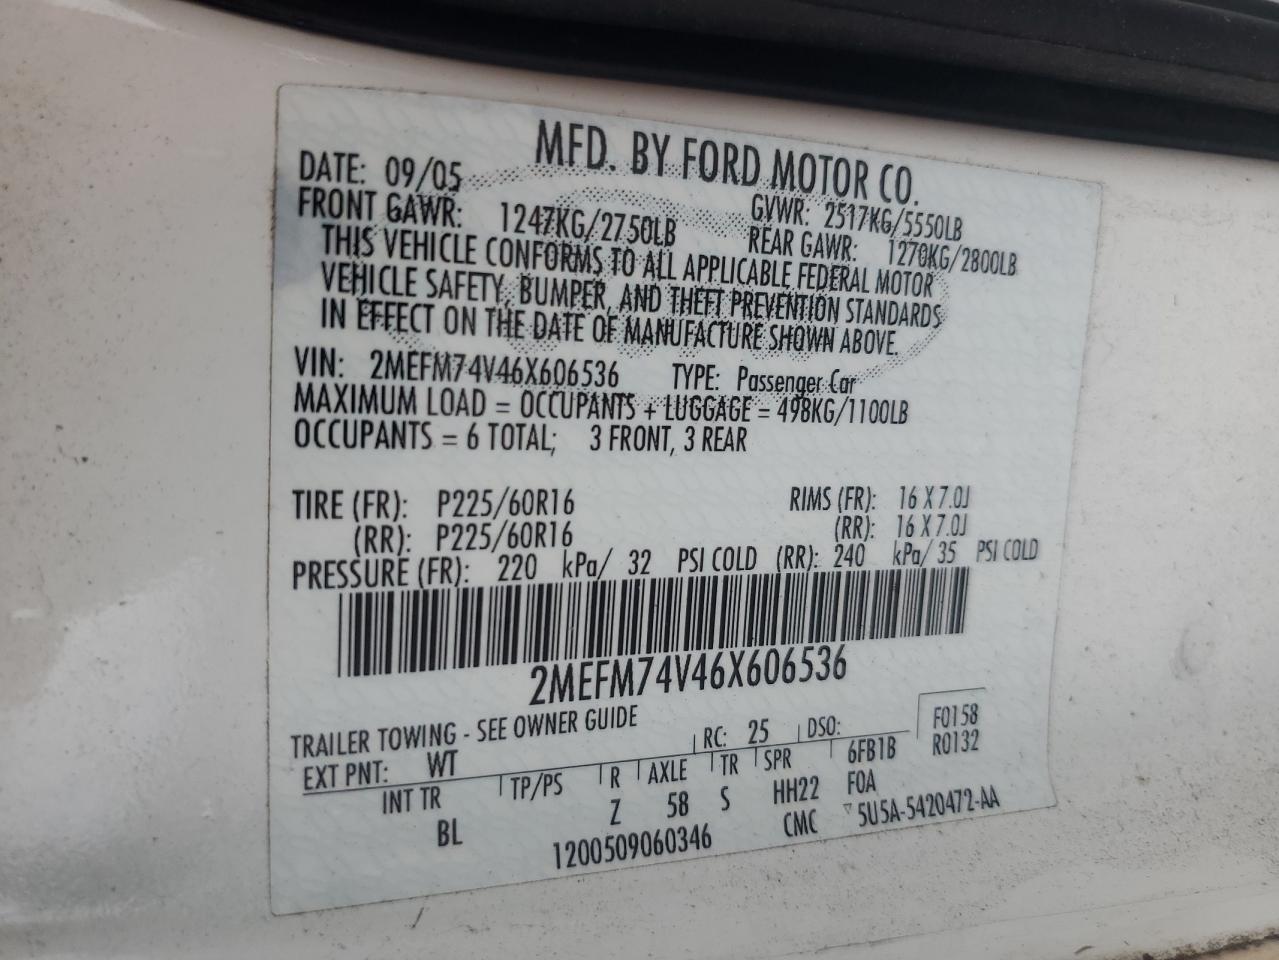 MFD. BY FORD MOTOR CO.
DATE: 09/05 GVWR: 2517KG/5550LB
FRONT GAWR: 1247KG/2750LB REAR GAWR: 1270KG/2800LB
THIS VEHICLE CONFORMS TO ALL APPLICABLE FEDERAL MOTOR
VEHICLE SAFETY, BUMPER, AND THEFT PREVENTION STANDARDS
IN EFFECT ON THE DATE OF MANUFACTURE SHOWN ABOVE.
VIN: 2MEFM74V46X606536 TYPE: Passenger Car
MAXIMUM LOAD = OCCUPANTS + LUGGAGE = 498KG/1100LB
OCCUPANTS = 6 TOTAL; 3 FRONT, 3 REAR
TIRE (FR): P225/60R16 RIMS (FR): 16 X 7.0J
(RR): P225/60R16 (RR): 16 X 7.0J
PRESSURE (FR): 220 kPa/ 32 PSI COLD (RR): 240 kPa/ 35 PSI COLD
2MEFM74V46X606536
TRAILER TOWING - SEE OWNER GUIDE
EXT PNT: WT RC: 25 DSO: F0158
R0132
INT TR TP/PS R AXLE TR SPR 6FB1B
BL Z 58 S HH22 F0A
1200509060346 CMC 5U5A-5420472-AA